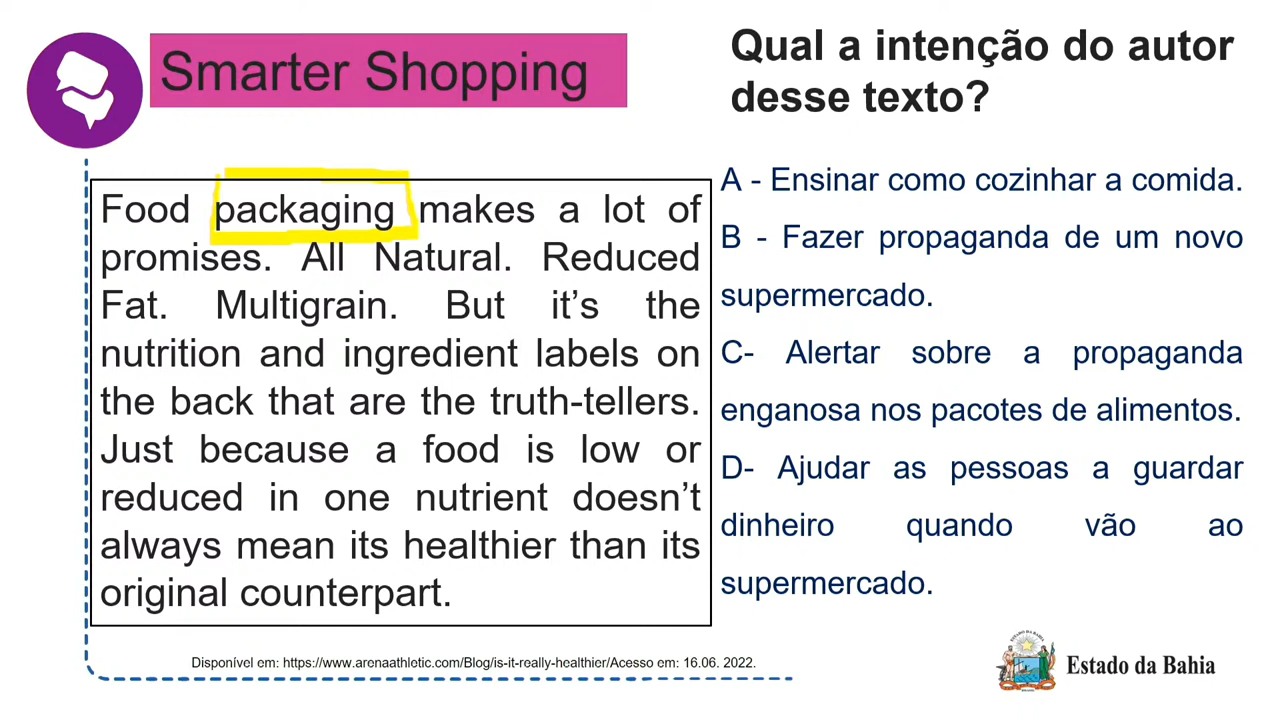 Smarter Shopping
Food packaging makes a lot of
promises. All Natural. Reduced
Fat. Multigrain. But it’s the
nutrition and ingredient labels on
the back that are the truth-tellers.
Just because a food is low or
reduced in one nutrient doesn’t
always mean its healthier than its
original counterpart.
Disponível em: https://www.arenaathletic.com/Blog/is-it-really-healthier/Acesso em: 16.06. 2022.
Qual a intenção do autor
desse texto?
A - Ensinar como cozinhar a comida.
B - Fazer propaganda de um novo
supermercado.
C- Alertar sobre a propaganda
enganosa nos pacotes de alimentos.
D- Ajudar as pessoas a guardar
dinheiro quando vão ao
supermercado.
Estado da Bahia